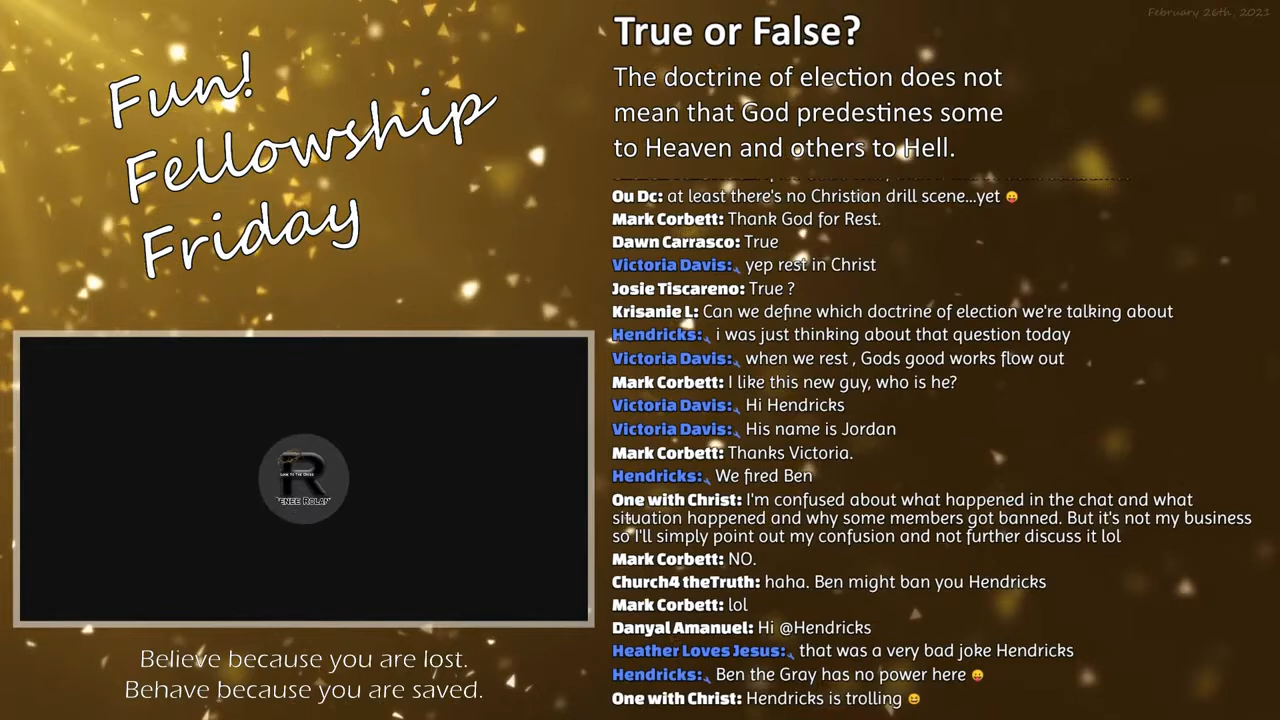 February 26th, 2021
Fun!
Fellowship
Friday
True or False?
The doctrine of election does not
mean that God predestines some
to Heaven and others to Hell.
Ou Dc: at least there's no Christian drill scene...yet 😛
Mark Corbett: Thank God for Rest.
Dawn Carrasco: True
Victoria Davis: yep rest in Christ
Josie Tiscareno: True ?
Krisanie L: Can we define which doctrine of election we're talking about
Hendricks: i was just thinking about that question today
Victoria Davis: when we rest , Gods good works flow out
Mark Corbett: I like this new guy, who is he?
Victoria Davis: Hi Hendricks
Victoria Davis: His name is Jordan
Mark Corbett: Thanks Victoria.
Hendricks: We fired Ben
One with Christ: I'm confused about what happened in the chat and what
situation happened and why some members got banned. But it's not my business
so I'll simply point out my confusion and not further discuss it lol
Mark Corbett: NO.
Church4 theTruth: haha. Ben might ban you Hendricks
Mark Corbett: lol
Danyal Amanuel: Hi @Hendricks
Heather Loves Jesus: that was a very bad joke Hendricks
Hendricks: Ben the Gray has no power here 😛
One with Christ: Hendricks is trolling 😄
R
LOOK TO THE CROSS
Believe because you are lost.
Behave because you are saved.